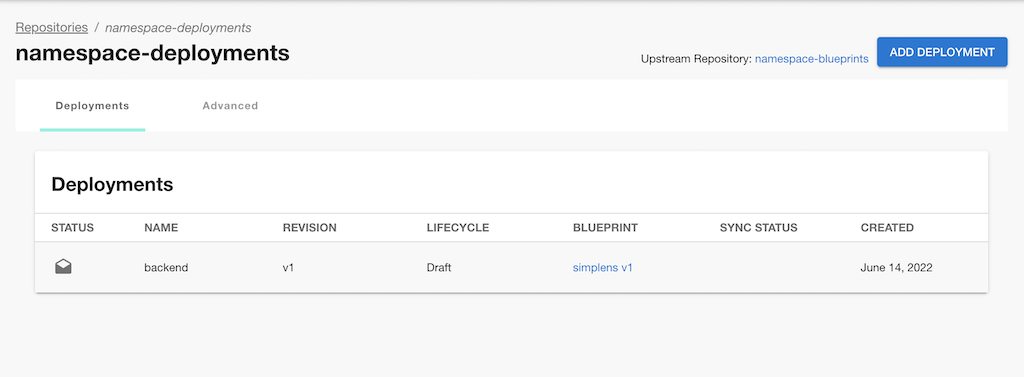 Repositories / namespace-deployments
namespace-deployments
Upstream Repository: namespace-blueprints
ADD DEPLOYMENT
Deployments Advanced
Deployments
STATUS NAME REVISION LIFECYCLE BLUEPRINT SYNC STATUS CREATED
backend v1 Draft simplens v1 June 14, 2022